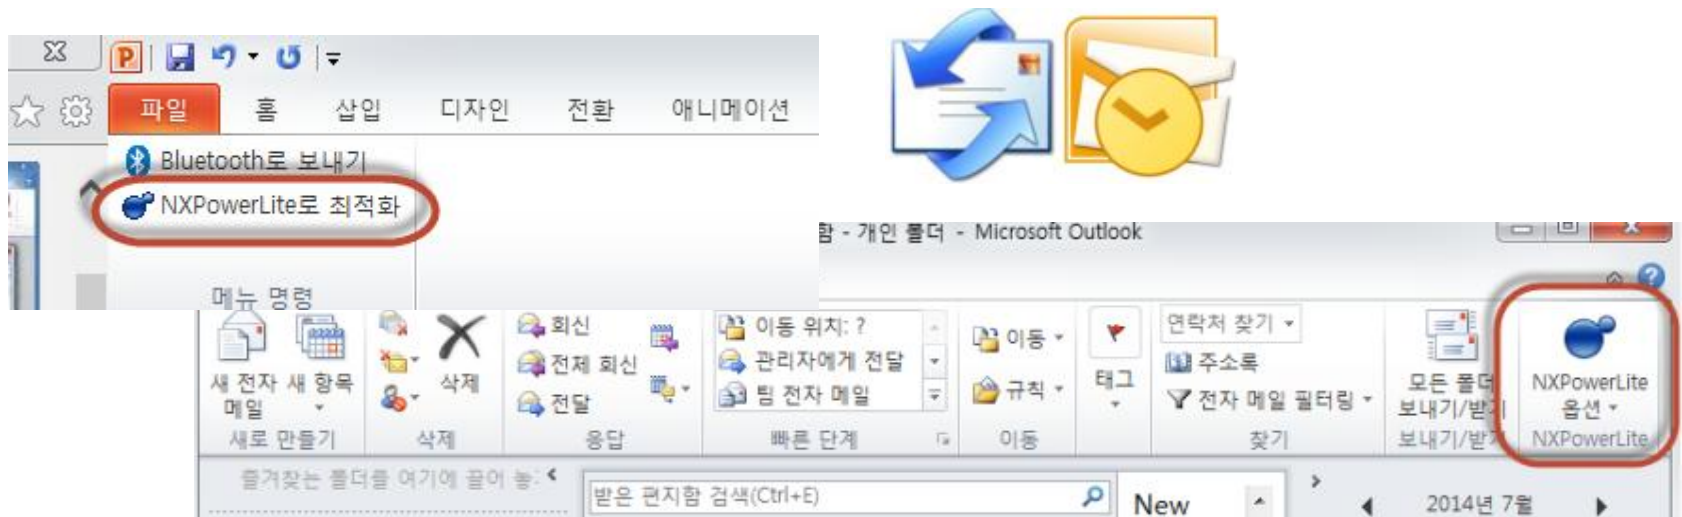 파일 홈 삽입 디자인 전환 애니메이션
Bluetooth로 보내기
NXPowerLite로 최적화
메뉴 명령
함 - 개인 폴더 - Microsoft Outlook
새 전자 메일
새 항목
삭제
회신
전체 회신
전달
이동 위치: ?
관리자에게 전달
팀 전자 메일
이동
규칙
태그
연락처 찾기
주소록
전자 메일 필터링
모든 폴더
보내기/받기
NXPowerLite
옵션
새로 만들기 삭제 응답 빠른 단계 이동 찾기 보내기/받기 NXPowerLite
즐겨찾는 폴더를 여기에 끌어 놓
받은 편지함 검색(Ctrl+E)
New
2014년 7월